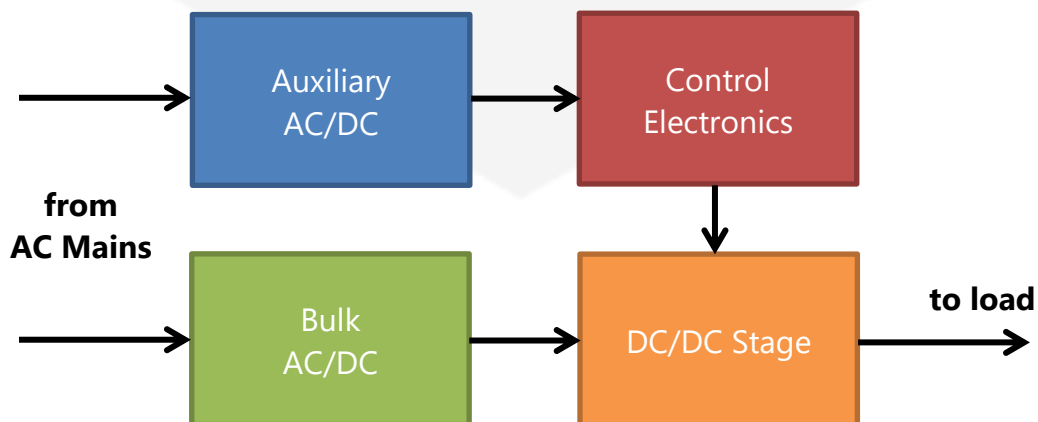 Auxiliary
AC/DC
Control
Electronics
from
AC Mains
Bulk
AC/DC
DC/DC Stage
to load